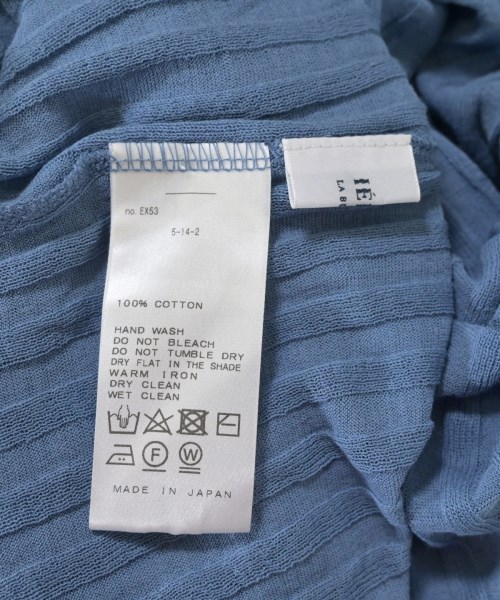 no. EX53
5-14-2
100% COTTON
HAND WASH
DO NOT BLEACH
DO NOT TUMBLE DRY
DRY FLAT IN THE SHADE
WARM IRON
DRY CLEAN
WET CLEAN
F
W
MADE IN JAPAN
LA